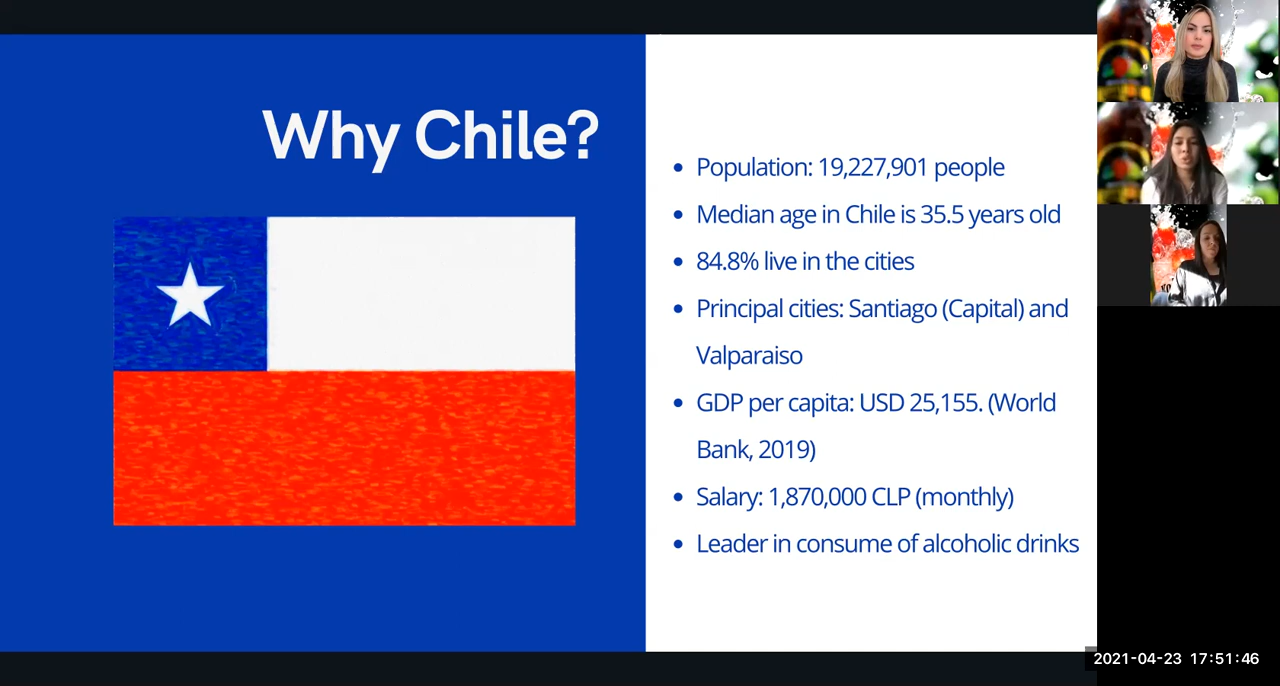 Why Chile?
• Population: 19,227,901 people
• Median age in Chile is 35.5 years old
• 84.8% live in the cities
• Principal cities: Santiago (Capital) and
Valparaiso
• GDP per capita: USD 25,155. (World
Bank, 2019)
• Salary: 1,870,000 CLP (monthly)
• Leader in consume of alcoholic drinks
2021-04-23 17:51:46